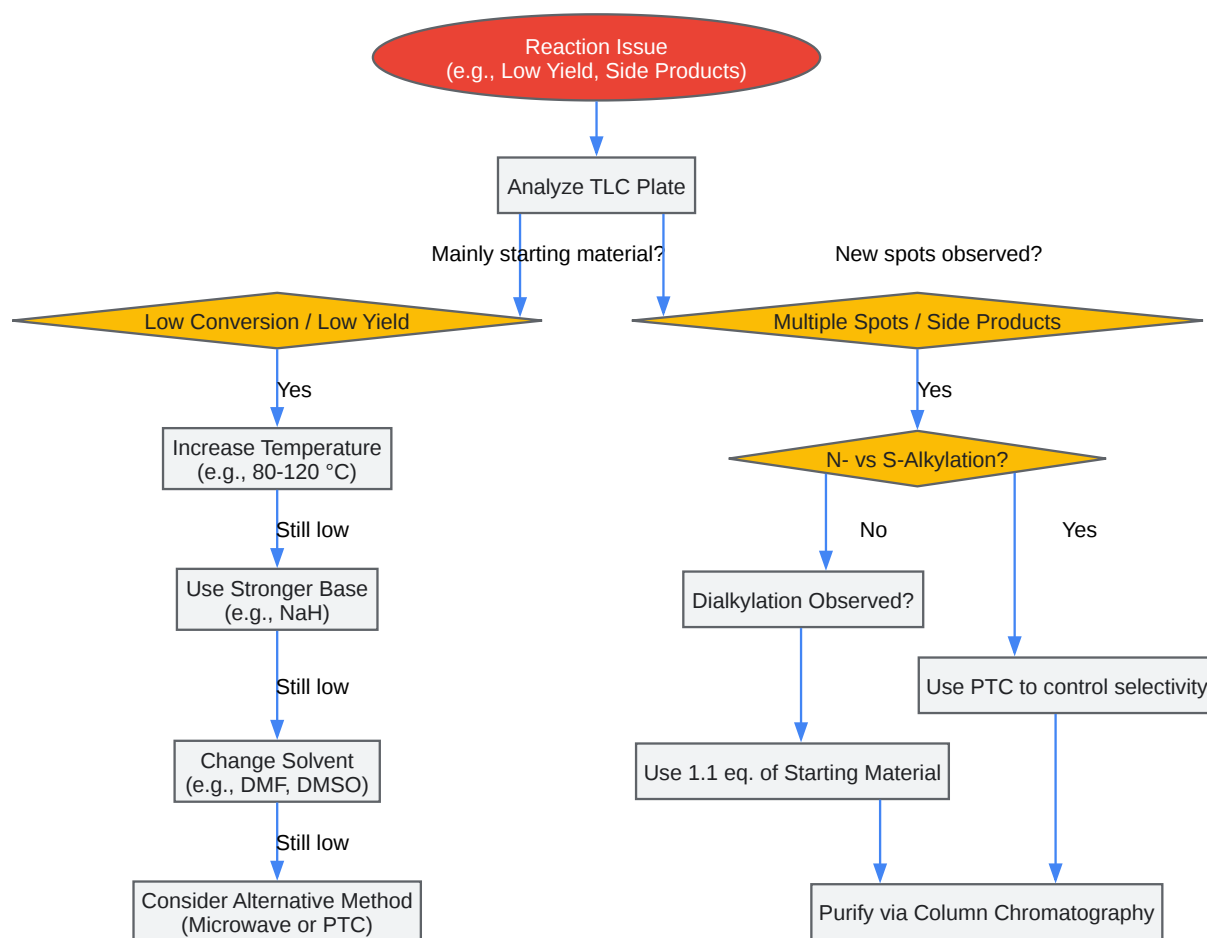 Reaction Issue
(e.g., Low Yield, Side Products)
Analyze TLC Plate
Mainly starting material?
New spots observed?
Low Conversion / Low Yield
Multiple Spots / Side Products
Yes
Yes
Increase Temperature
(e.g., 80-120 °C)
N- vs S-Alkylation?
Still low
No
Yes
Use Stronger Base
(e.g., NaH)
Dialkylation Observed?
Still low
Use PTC to control selectivity
Change Solvent
(e.g., DMF, DMSO)
Use 1.1 eq. of Starting Material
Still low
Consider Alternative Method
(Microwave or PTC)
Purify via Column Chromatography